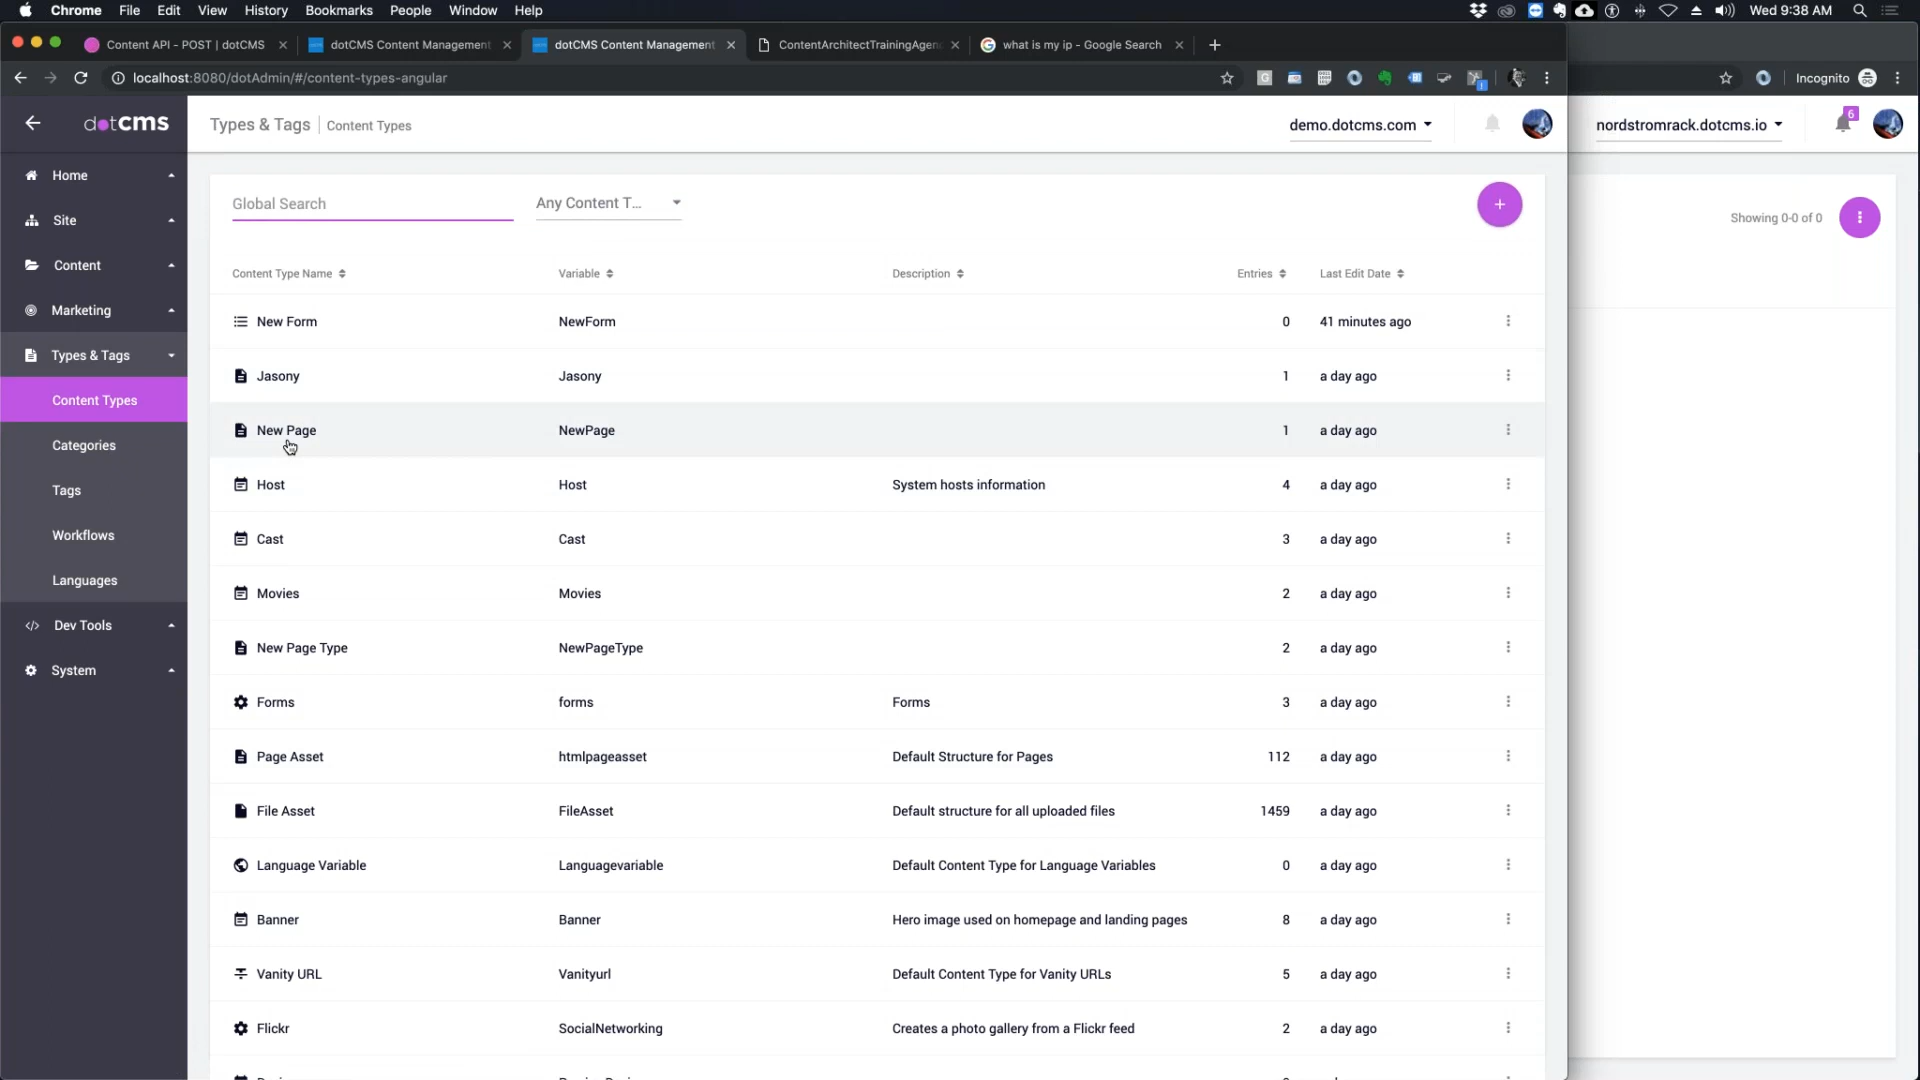 Chrome File Edit View History Bookmarks People Window Help Wed 9:38 AM
Content API - POST | dotCMS dotCMS Content Management dotCMS Content Management ContentArchitectTrainingAgen what is my ip - Google Search
localhost:8080/dotAdmin/#/content-types-angular Incognito
dotCMS Types & Tags Content Types demo.dotcms.com nordstromrack.dotcms.io 6
Home
Site
Content
Marketing
Types & Tags
Content Types
Categories
Tags
Workflows
Languages
Dev Tools
System
Global Search Any Content T... +
Showing 0-0 of 0
Content Type Name Variable Description Entries Last Edit Date
New Form NewForm 0 41 minutes ago
Jasony Jasony 1 a day ago
New Page NewPage 1 a day ago
Host Host System hosts information 4 a day ago
Cast Cast 3 a day ago
Movies Movies 2 a day ago
New Page Type NewPageType 2 a day ago
Forms forms Forms 3 a day ago
Page Asset htmlpageasset Default Structure for Pages 112 a day ago
File Asset FileAsset Default structure for all uploaded files 1459 a day ago
Language Variable Languagevariable Default Content Type for Language Variables 0 a day ago
Banner Banner Hero image used on homepage and landing pages 8 a day ago
Vanity URL Vanityurl Default Content Type for Vanity URLs 5 a day ago
Flickr SocialNetworking Creates a photo gallery from a Flickr feed 2 a day ago